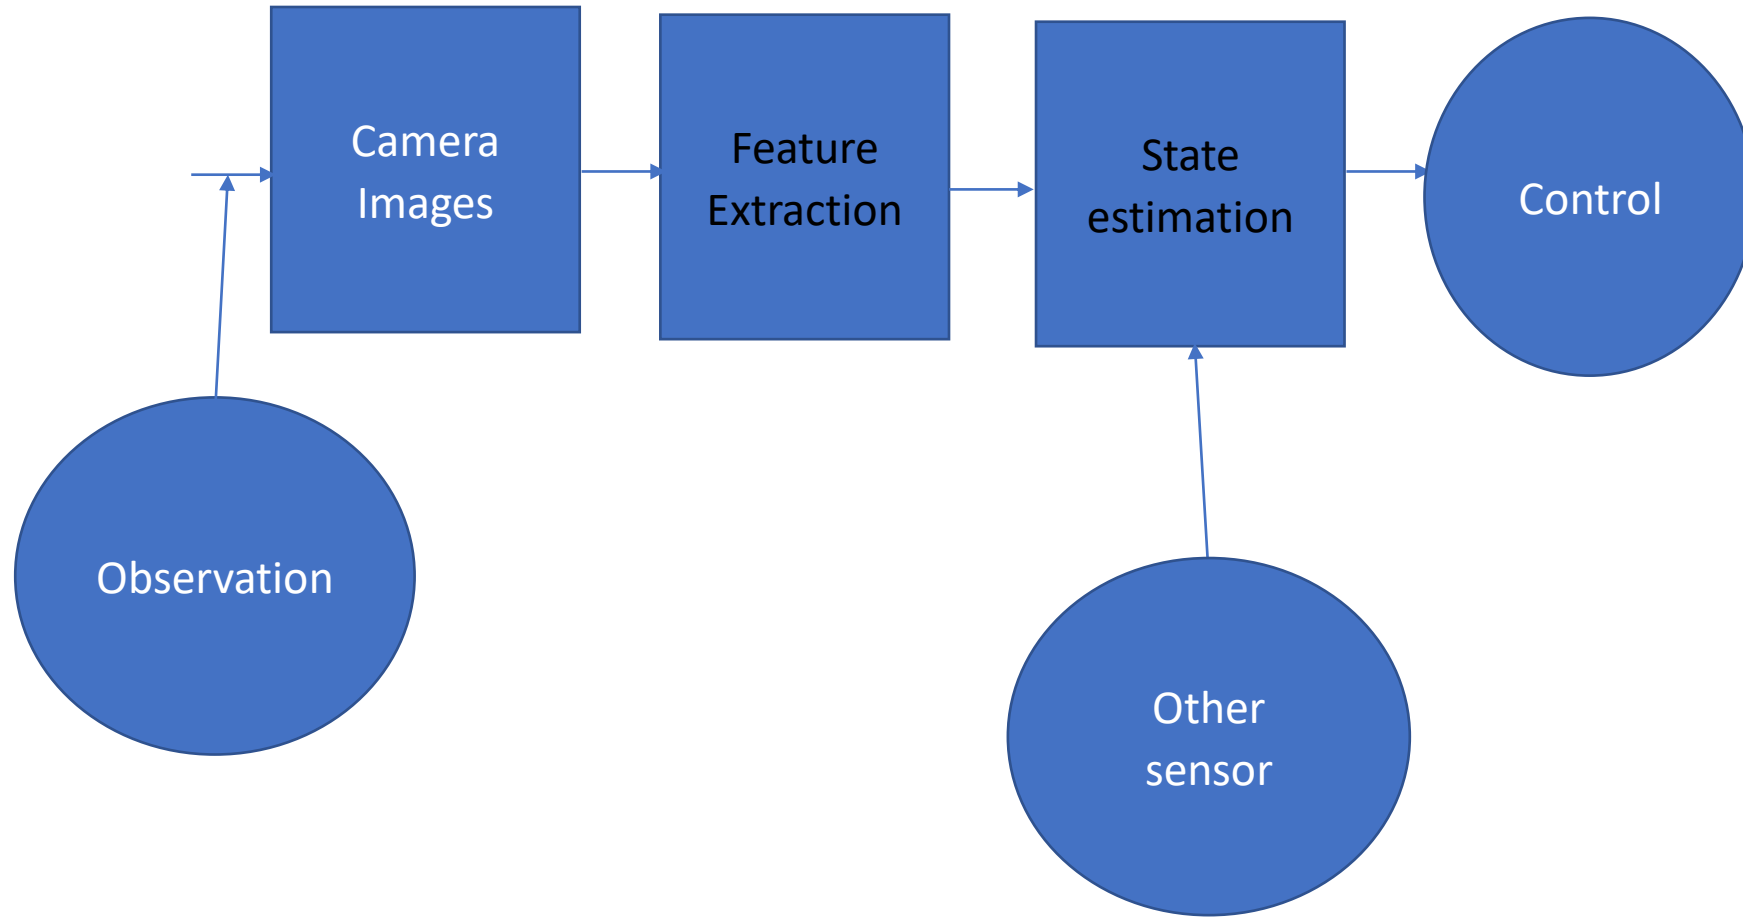 Camera
Images
Feature
Extraction
State
estimation
Control
Observation
Other
sensor